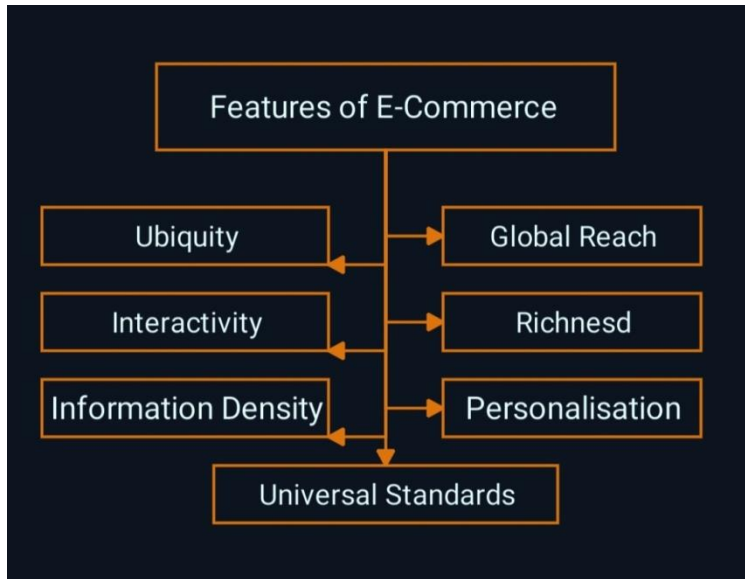 Features of E-Commerce
Ubiquity
Global Reach
Interactivity
Richnesd
Information Density
Personalisation
Universal Standards